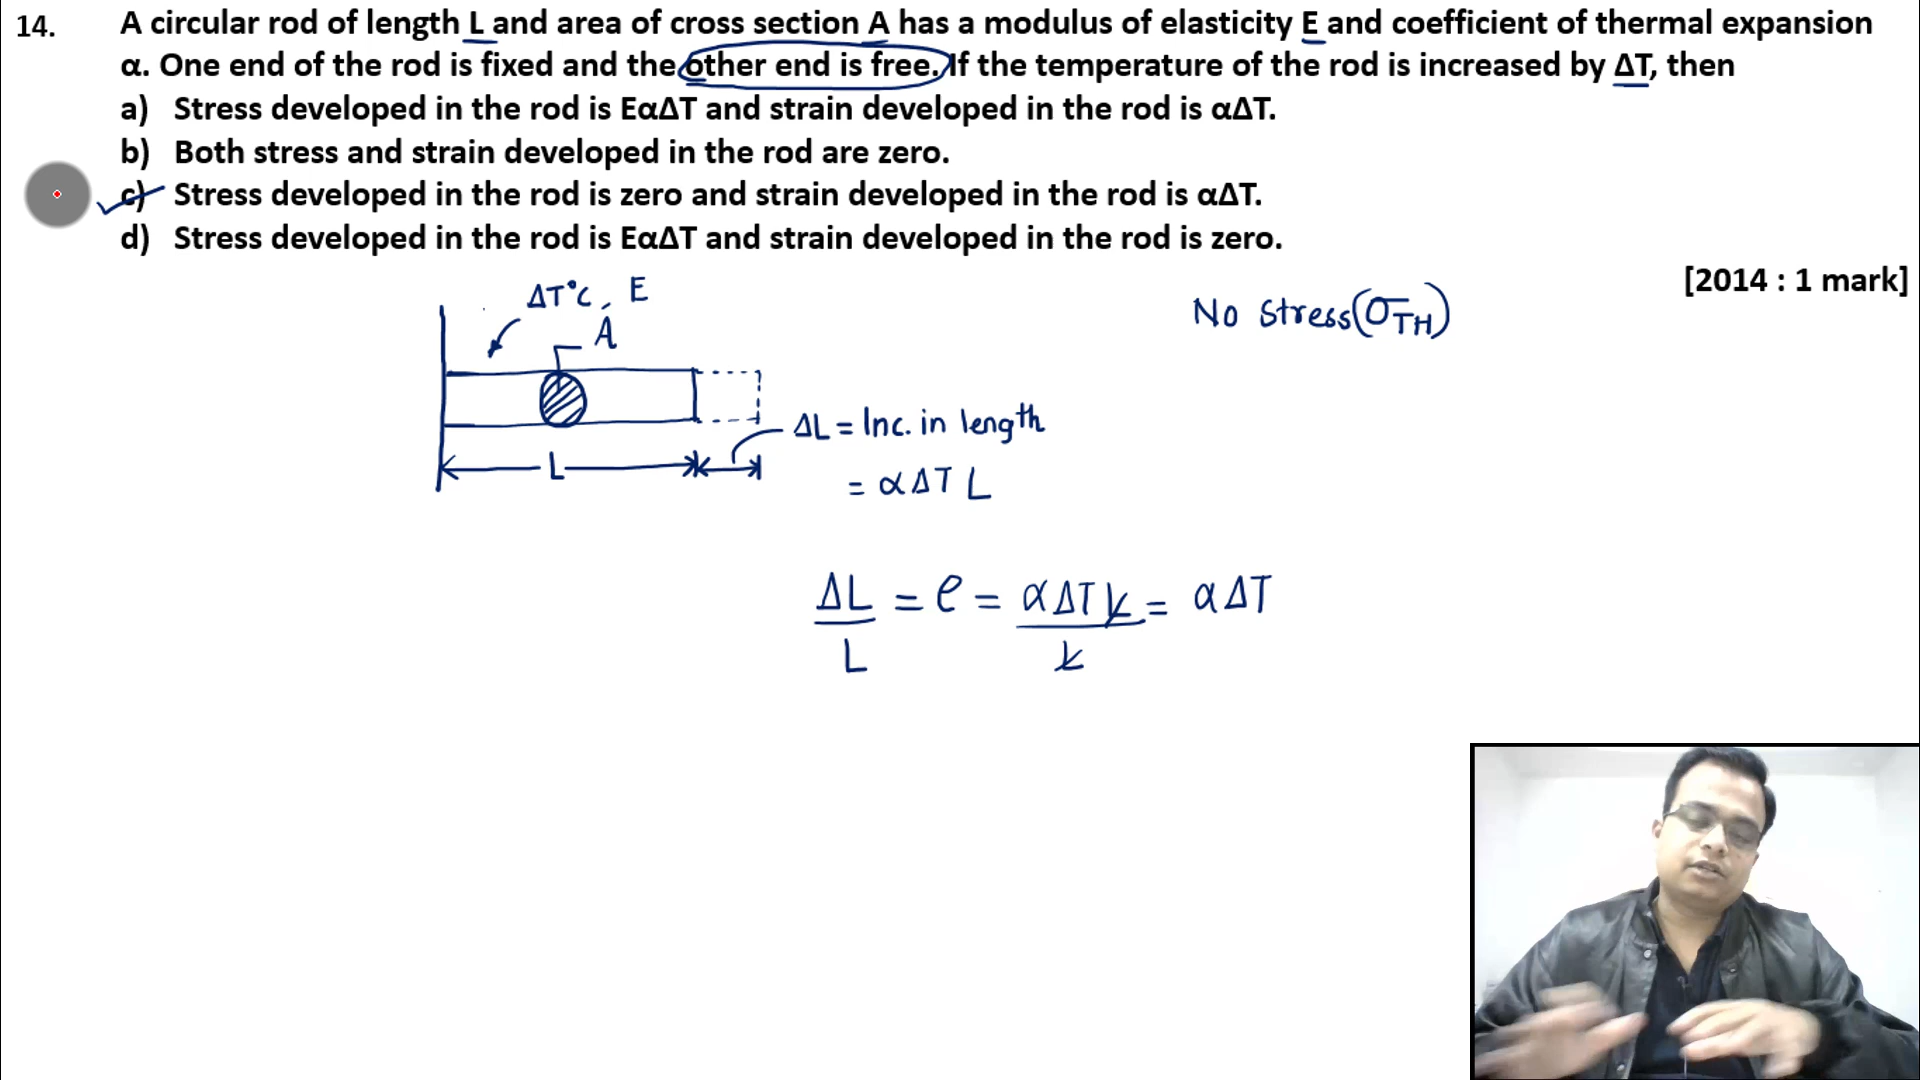 14. A circular rod of length L and area of cross section A has a modulus of elasticity E and coefficient of thermal expansion
α. One end of the rod is fixed and the other end is free. If the temperature of the rod is increased by ΔT, then
a) Stress developed in the rod is EαΔT and strain developed in the rod is αΔT.
b) Both stress and strain developed in the rod are zero.
c) Stress developed in the rod is zero and strain developed in the rod is αΔT.
d) Stress developed in the rod is EαΔT and strain developed in the rod is zero.
[2014 : 1 mark]
ΔT°C, E
A
No stress(σTH)
ΔL = Inc. in length
L
= αΔT L
ΔL/L = e = αΔT L/L = αΔT